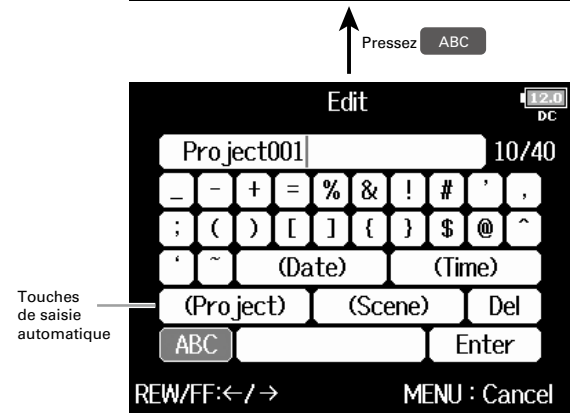 Pressez ABC
Edit 12.0
DC
Project001 10/40
_ - + = % & ! # ’ ,
; ( ) [ ] { } $ @ ^
‘ ~ (Date) (Time)
Touches
de saisie
automatique
(Project) (Scene) Del
ABC Enter
REW/FF:←/→ MENU : Cancel